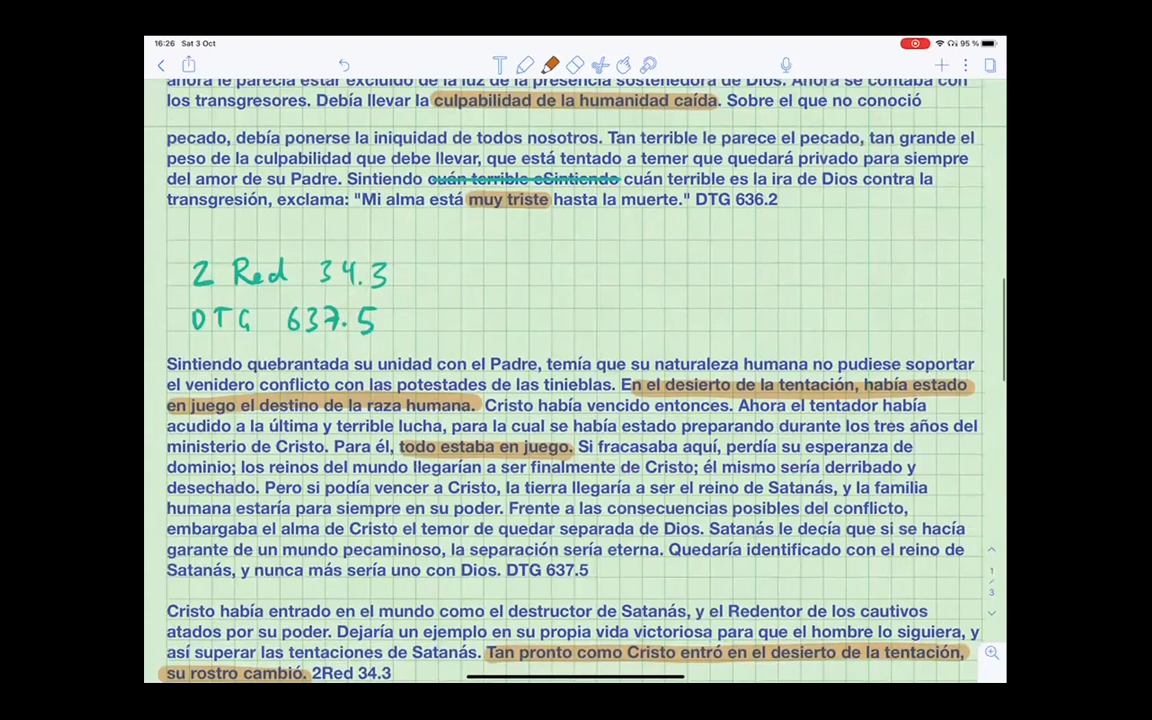 16:26 Sat 3 Oct
95 %
ahora le parecía estar excluido de la luz de la presencia sostenedora de Dios. Ahora se contaba con
los transgresores. Debía llevar la culpabilidad de la humanidad caída. Sobre el que no conoció
pecado, debía ponerse la iniquidad de todos nosotros. Tan terrible le parece el pecado, tan grande el
peso de la culpabilidad que debe llevar, que está tentado a temer que quedará privado para siempre
del amor de su Padre. Sintiendo cuán terrible eSintiendo cuán terrible es la ira de Dios contra la
transgresión, exclama: "Mi alma está muy triste hasta la muerte." DTG 636.2
2 Red 34.3
DTG 637.5
Sintiendo quebrantada su unidad con el Padre, temía que su naturaleza humana no pudiese soportar
el venidero conflicto con las potestades de las tinieblas. En el desierto de la tentación, había estado
en juego el destino de la raza humana. Cristo había vencido entonces. Ahora el tentador había
acudido a la última y terrible lucha, para la cual se había estado preparando durante los tres años del
ministerio de Cristo. Para él, todo estaba en juego. Si fracasaba aquí, perdía su esperanza de
dominio; los reinos del mundo llegarían a ser finalmente de Cristo; él mismo sería derribado y
desechado. Pero si podía vencer a Cristo, la tierra llegaría a ser el reino de Satanás, y la familia
humana estaría para siempre en su poder. Frente a las consecuencias posibles del conflicto,
embargaba el alma de Cristo el temor de quedar separada de Dios. Satanás le decía que si se hacía
garante de un mundo pecaminoso, la separación sería eterna. Quedaría identificado con el reino de
Satanás, y nunca más sería uno con Dios. DTG 637.5
1
/
3
Cristo había entrado en el mundo como el destructor de Satanás, y el Redentor de los cautivos
atados por su poder. Dejaría un ejemplo en su propia vida victoriosa para que el hombre lo siguiera, y
así superar las tentaciones de Satanás. Tan pronto como Cristo entró en el desierto de la tentación,
su rostro cambió. 2Red 34.3